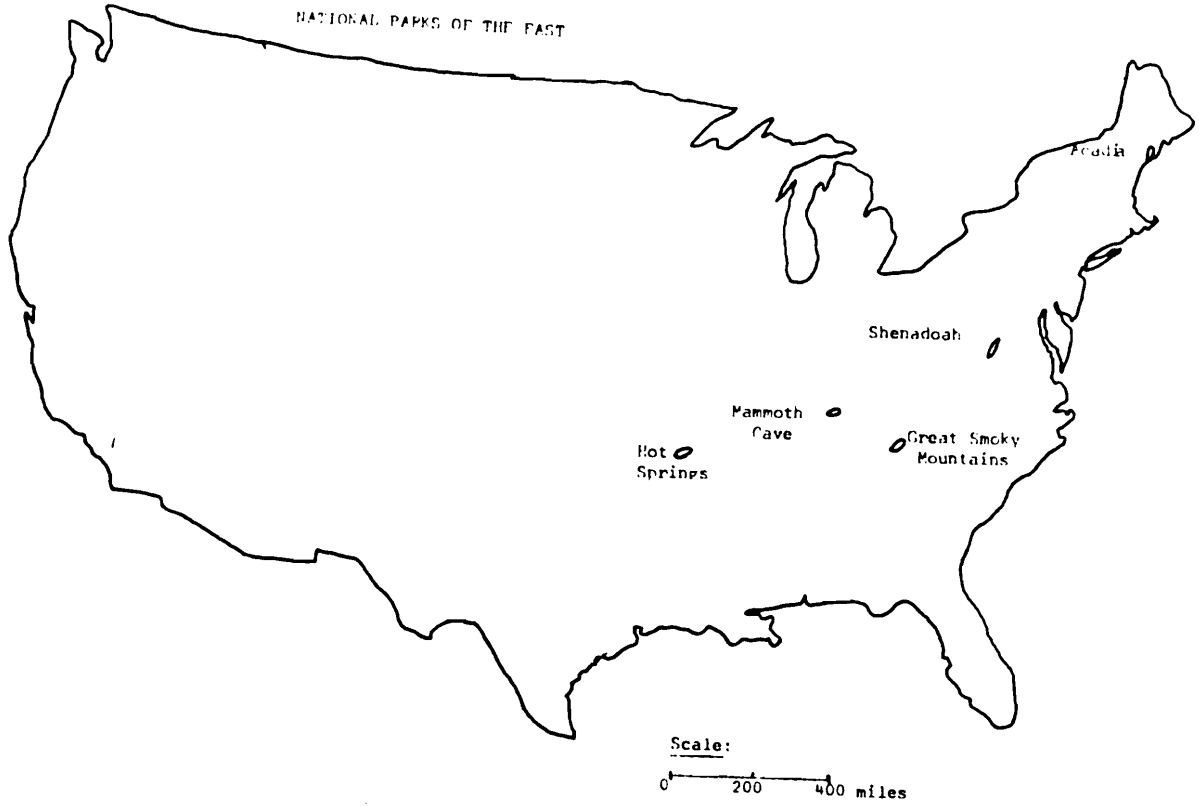 NATIONAL PARKS OF THE EAST
Acadia
Shenadoah
Mammoth
Cave
Great Smoky
Mountains
Hot
Springs
Scale:
0 200 400 miles